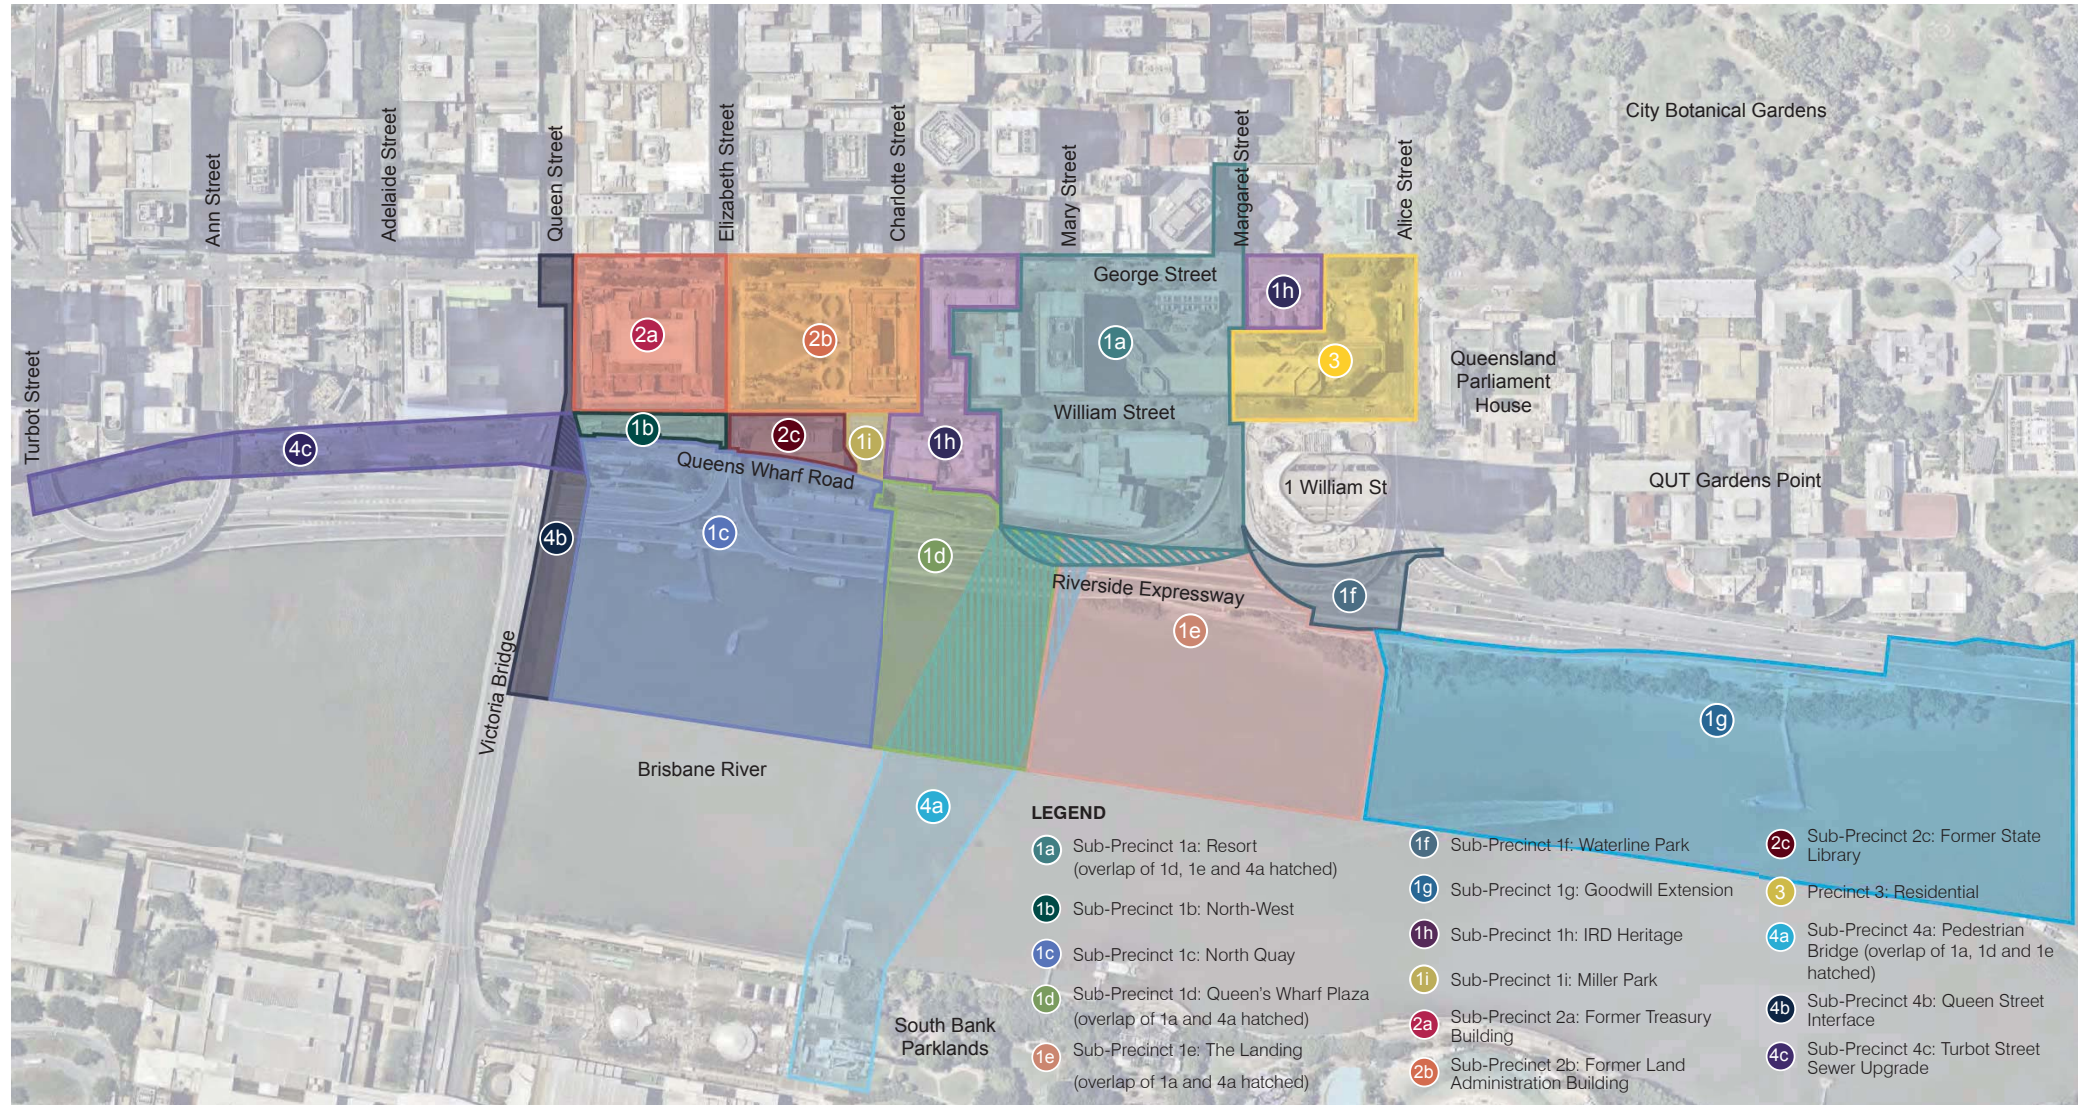 City Botanical Gardens
Ann Street
Adelaide Street
Queen Street
Elizabeth Street
Charlotte Street
Mary Street
Margaret Street
Alice Street
Turbot Street
George Street
1h
2a
2b
1a
3
Queensland
Parliament
House
William Street
1b
2c
1i
1h
4c
Queens Wharf Road
1 William St
QUT Gardens Point
4b
1c
1d
Riverside Expressway
1f
1e
Victoria Bridge
1g
Brisbane River
4a
South Bank
Parklands
LEGEND
1a Sub-Precinct 1a: Resort
(overlap of 1d, 1e and 4a hatched)
1b Sub-Precinct 1b: North-West
1c Sub-Precinct 1c: North Quay
1d Sub-Precinct 1d: Queen's Wharf Plaza
(overlap of 1a and 4a hatched)
1e Sub-Precinct 1e: The Landing
(overlap of 1a and 4a hatched)
1f Sub-Precinct 1f: Waterline Park
1g Sub-Precinct 1g: Goodwill Extension
1h Sub-Precinct 1h: IRD Heritage
1i Sub-Precinct 1i: Miller Park
2a Sub-Precinct 2a: Former Treasury
Building
2b Sub-Precinct 2b: Former Land
Administration Building
2c Sub-Precinct 2c: Former State
Library
3 Precinct 3: Residential
4a Sub-Precinct 4a: Pedestrian
Bridge (overlap of 1a, 1d and 1e
hatched)
4b Sub-Precinct 4b: Queen Street
Interface
4c Sub-Precinct 4c: Turbot Street
Sewer Upgrade